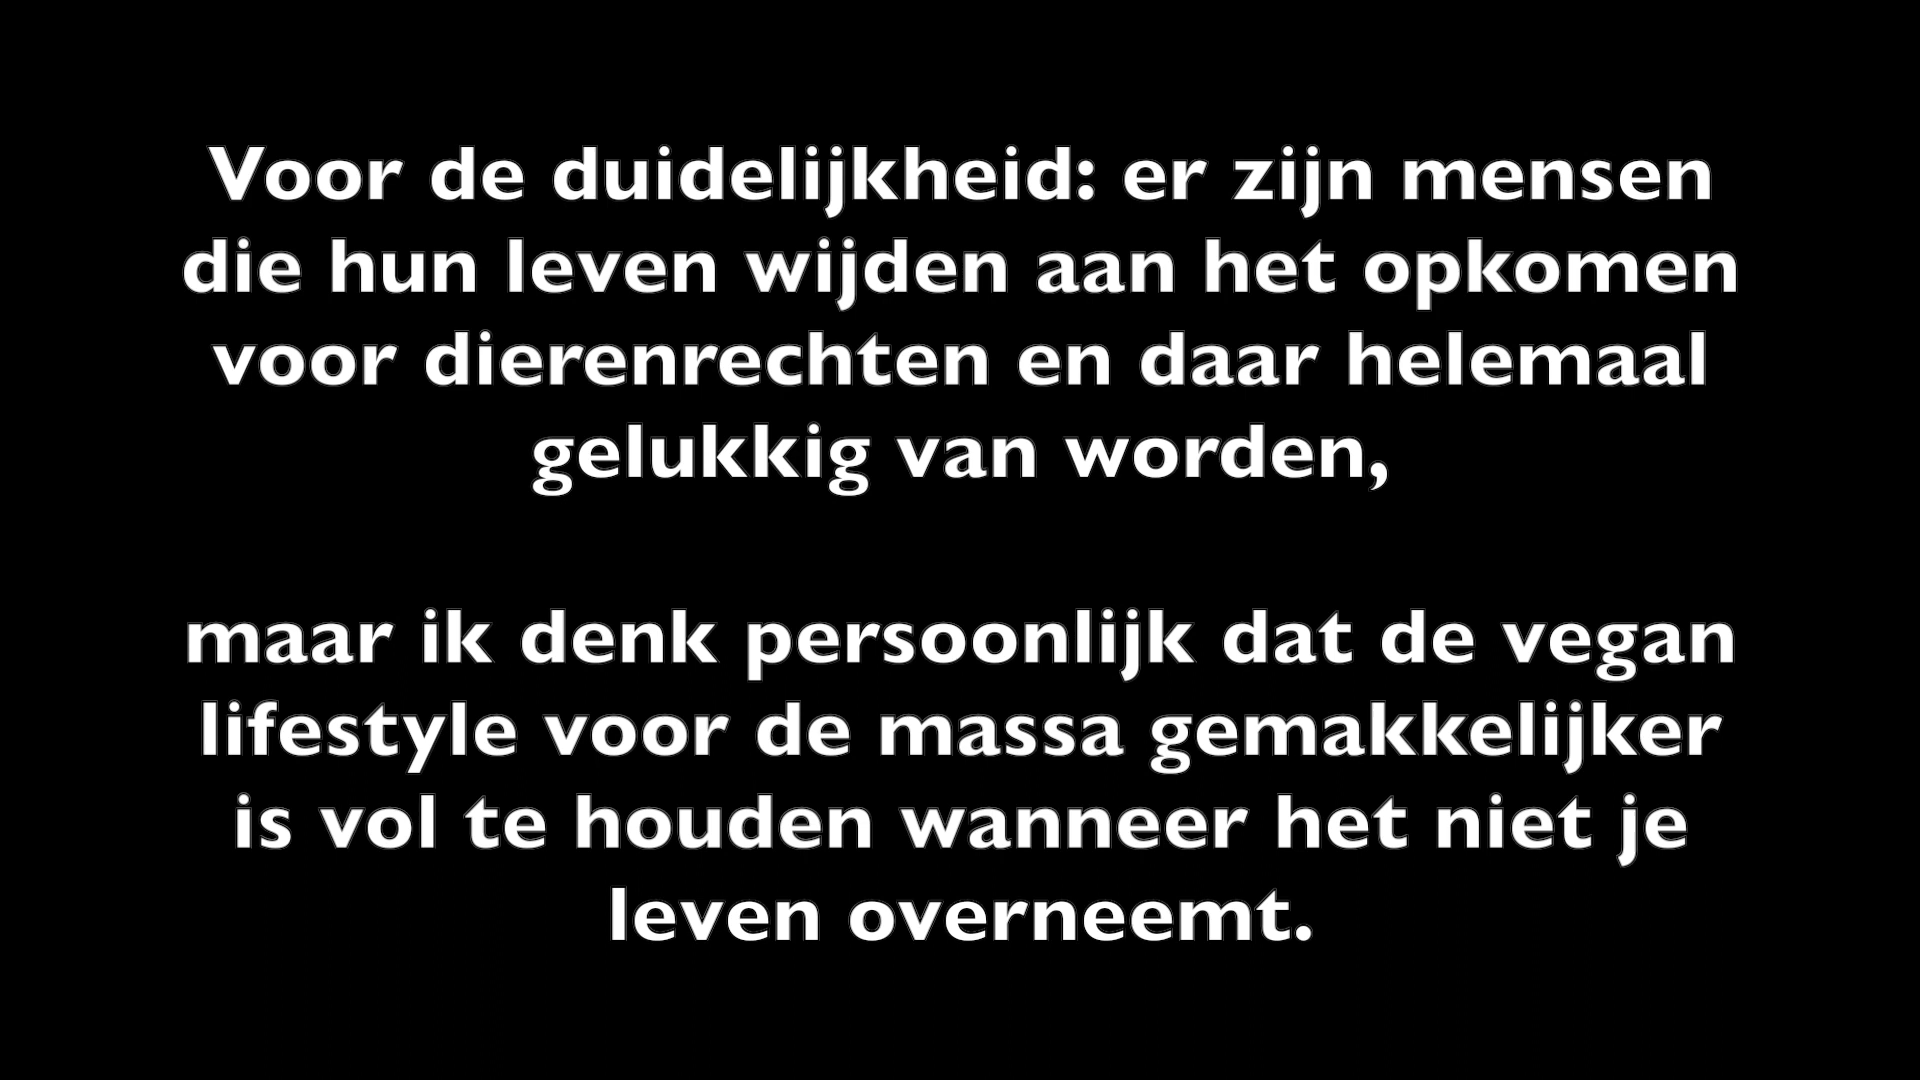 Voor de duidelijkheid: er zijn mensen
die hun leven wijden aan het opkomen
voor dierenrechten en daar helemaal
gelukkig van worden,
maar ik denk persoonlijk dat de vegan
lifestyle voor de massa gemakkelijker
is vol te houden wanneer het niet je
leven overneemt.